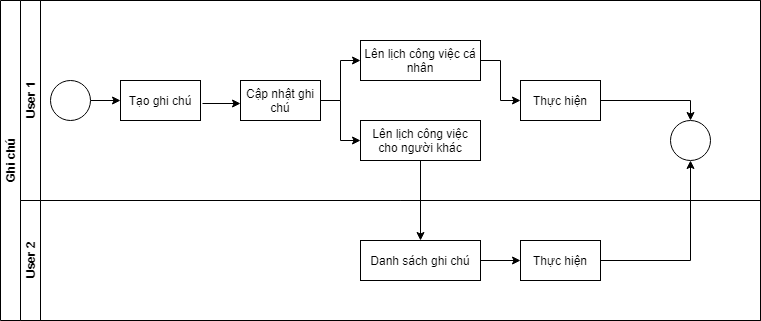 Ghi chú
User 1
Tạo ghi chú
Cập nhật ghi
chú
Lên lịch công việc cá
nhân
Thực hiện
Lên lịch công việc
cho người khác
User 2
Danh sách ghi chú
Thực hiện